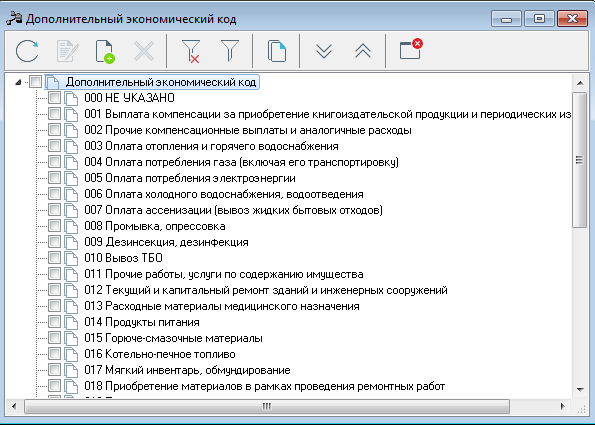 Дополнительный экономический код
Дополнительный экономический код
000 НЕ УКАЗАНО
001 Выплата компенсации за приобретение книгоиздательской продукции и периодических из
002 Прочие компенсационные выплаты и аналогичные расходы
003 Оплата отопления и горячего водоснабжения
004 Оплата потребления газа (включая его транспортировку)
005 Оплата потребления электроэнергии
006 Оплата холодного водоснабжения, водоотведения
007 Оплата ассенизации (вывоз жидких бытовых отходов)
008 Промывка, опрессовка
009 Дезинсекция, дезинфекция
010 Вывоз ТБО
011 Прочие работы, услуги по содержанию имущества
012 Текущий и капитальный ремонт зданий и инженерных сооружений
013 Расходные материалы медицинского назначения
014 Продукты питания
015 Горюче-смазочные материалы
016 Котельно-печное топливо
017 Мягкий инвентарь, обмундирование
018 Приобретение материалов в рамках проведения ремонтных работ